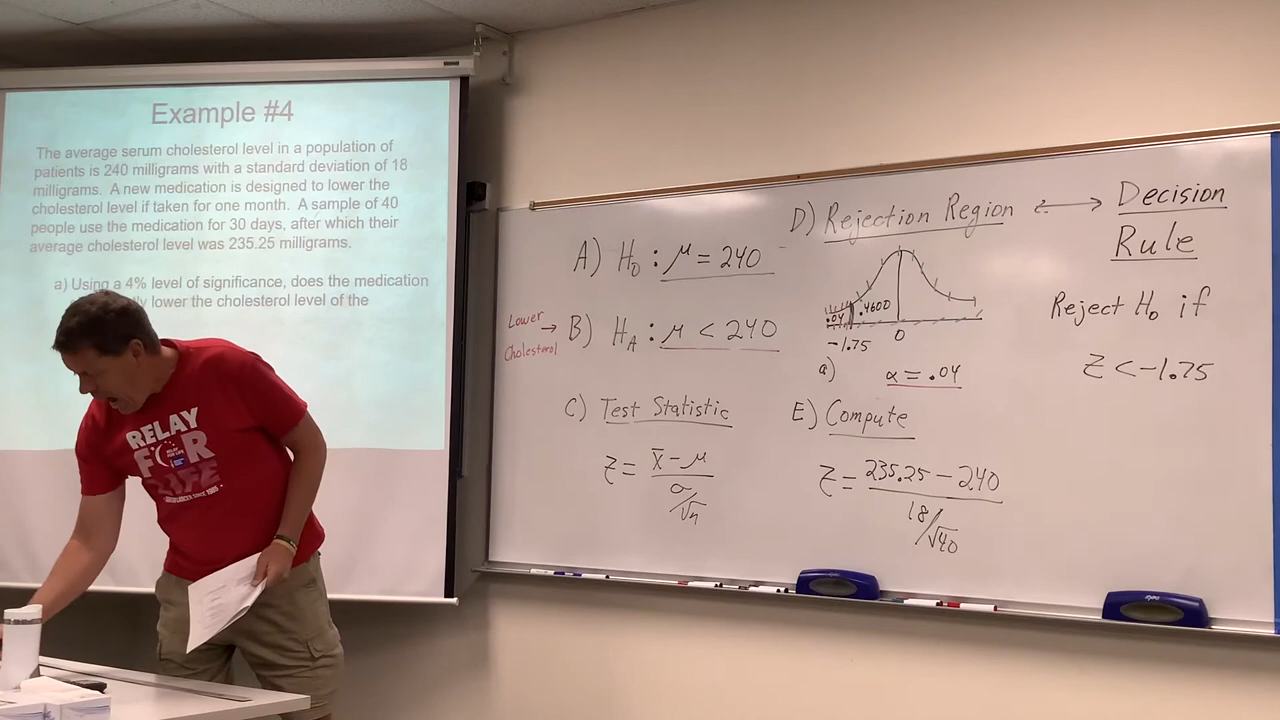 Example #4
The average serum cholesterol level in a population of
patients is 240 milligrams with a standard deviation of 18
milligrams. A new medication is designed to lower the
cholesterol level if taken for one month. A sample of 40
people use the medication for 30 days, after which their
average cholesterol level was 235.25 milligrams.
a) Using a 4% level of significance, does the medication
lower the cholesterol level of the
RELAY
FOR
LIFE
A) H₀ : μ = 240
Lower
Cholesterol
→ B) H_A : μ < 240
C) Test Statistic
z = (x̄ − μ) / (σ/√n)
D) Rejection Region ↔ Decision
Rule
.04 .4600
-1.75 0
a) α = .04
Reject H₀ if
z < -1.75
E) Compute
z = (235.25 − 240) / (18/√40)
expo